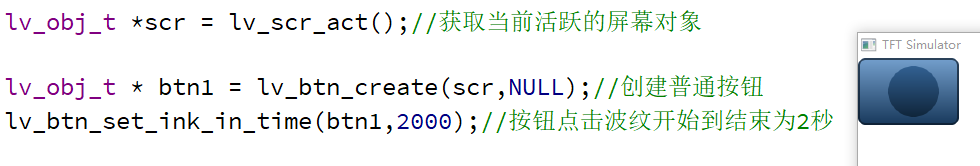 lv_obj_t *scr = lv_scr_act();//获取当前活跃的屏幕对象
TFT Simulator
lv_obj_t * btn1 = lv_btn_create(scr,NULL);//创建普通按钮
lv_btn_set_ink_in_time(btn1,2000);//按钮点击波纹开始到结束为2秒